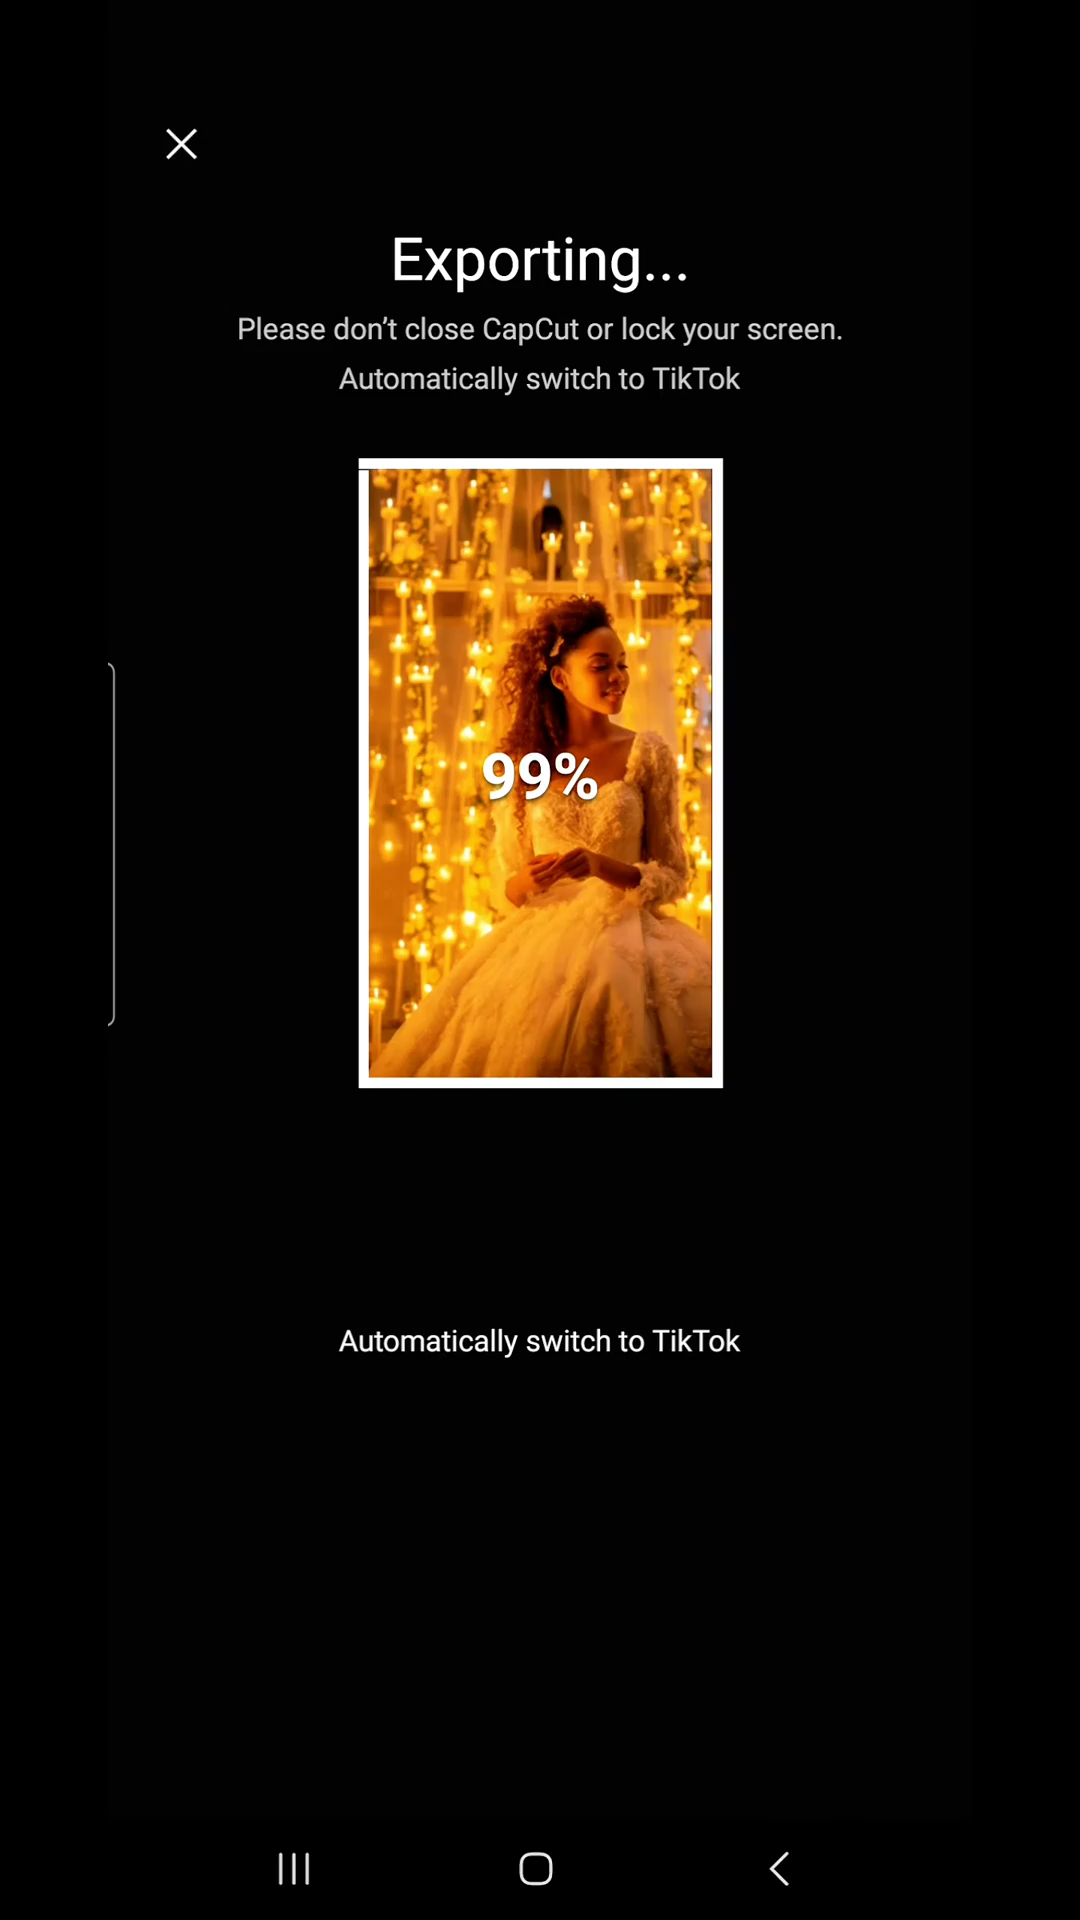 Exporting...
Please don’t close CapCut or lock your screen.
Automatically switch to TikTok
99%
Automatically switch to TikTok